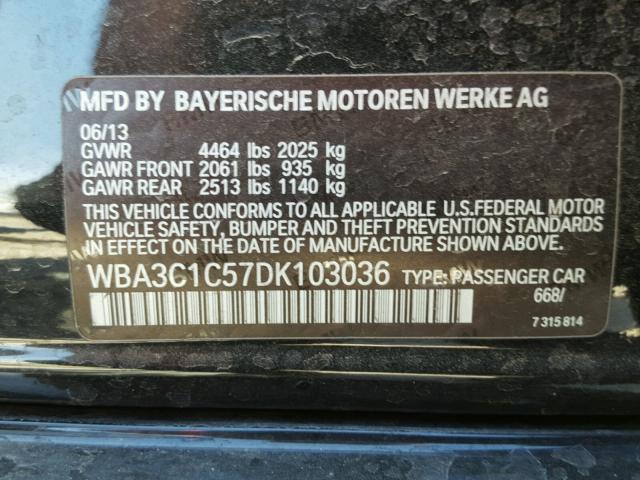 MFD BY BAYERISCHE MOTOREN WERKE AG
06/13
GVWR 4464 lbs 2025 kg
GAWR FRONT 2061 lbs 935 kg
GAWR REAR 2513 lbs 1140 kg
THIS VEHICLE CONFORMS TO ALL APPLICABLE U.S.FEDERAL MOTOR
VEHICLE SAFETY, BUMPER AND THEFT PREVENTION STANDARDS
IN EFFECT ON THE DATE OF MANUFACTURE SHOWN ABOVE.
WBA3C1C57DK103036 TYPE: PASSENGER CAR
668/
7 315 814